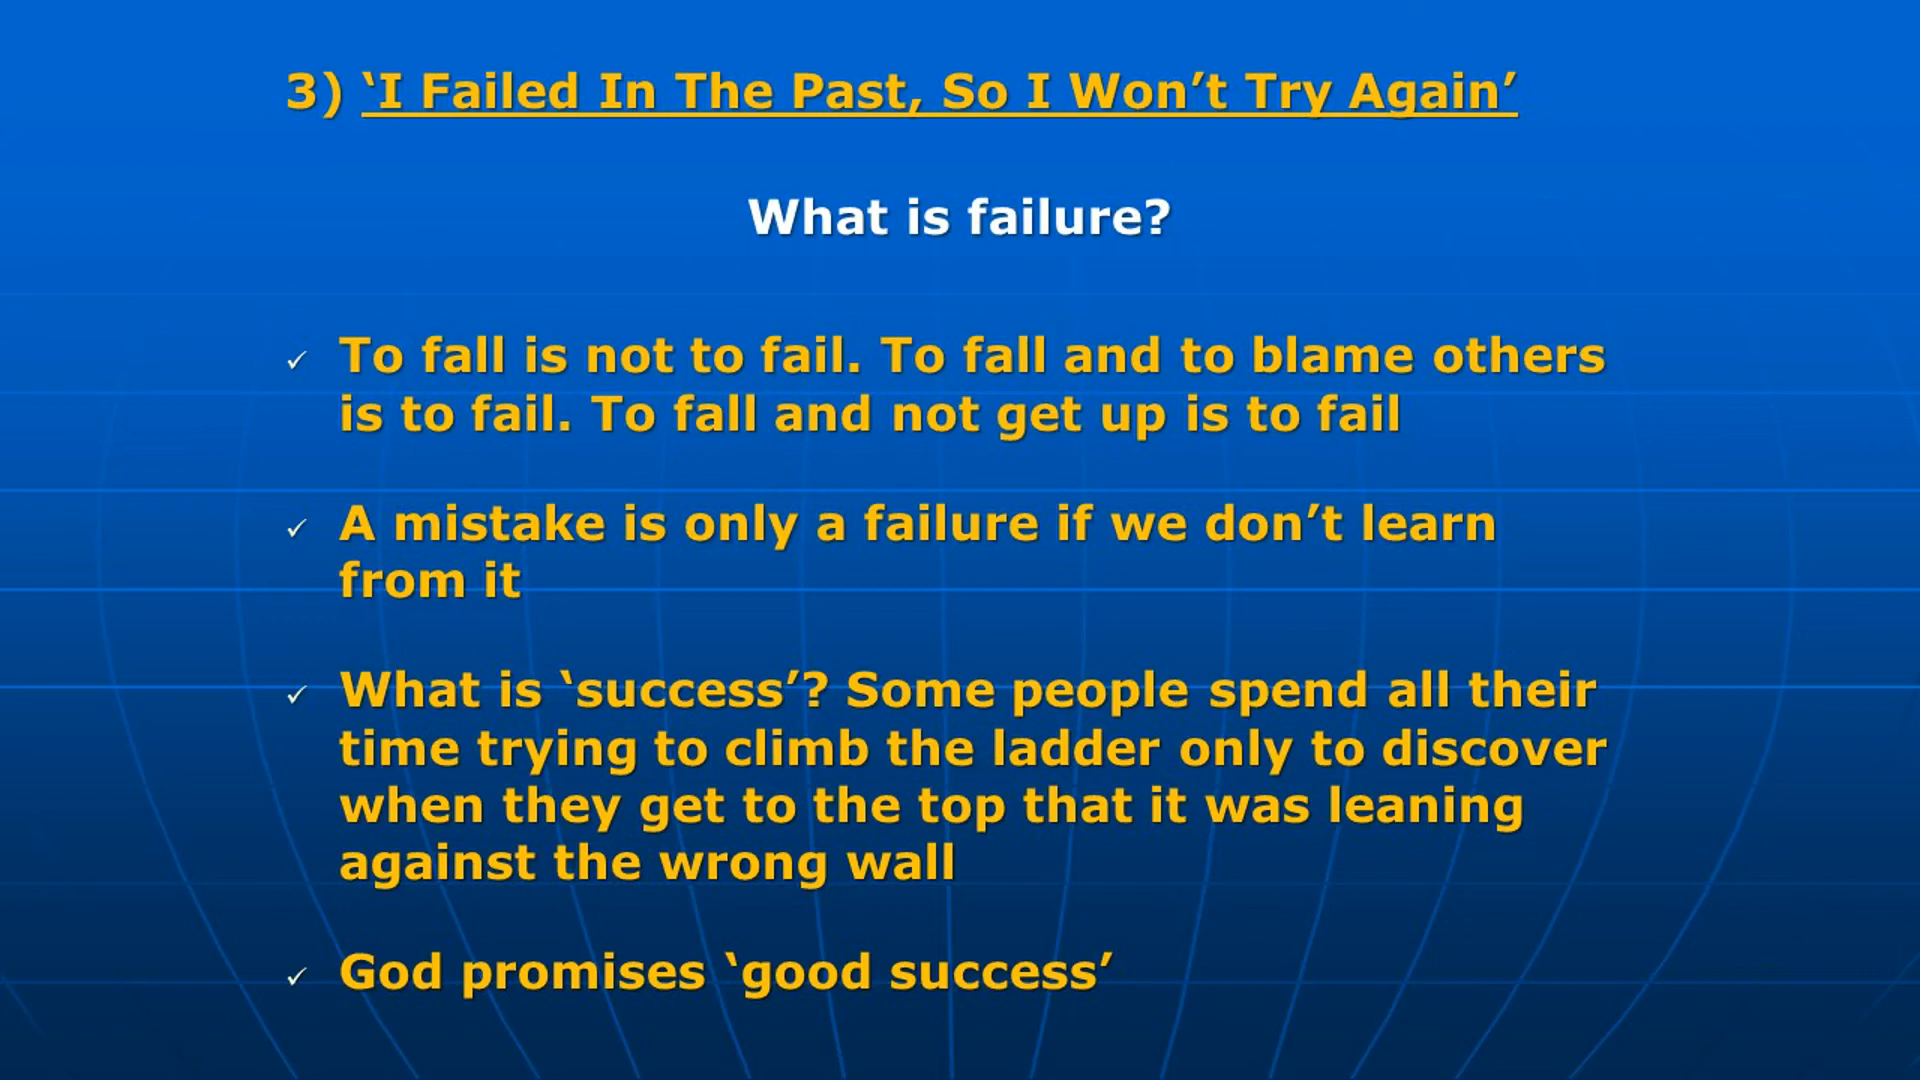 3) ‘I Failed In The Past, So I Won’t Try Again’
What is failure?
✓ To fall is not to fail. To fall and to blame others
is to fail. To fall and not get up is to fail
✓ A mistake is only a failure if we don’t learn
from it
✓ What is ‘success’? Some people spend all their
time trying to climb the ladder only to discover
when they get to the top that it was leaning
against the wrong wall
✓ God promises ‘good success’